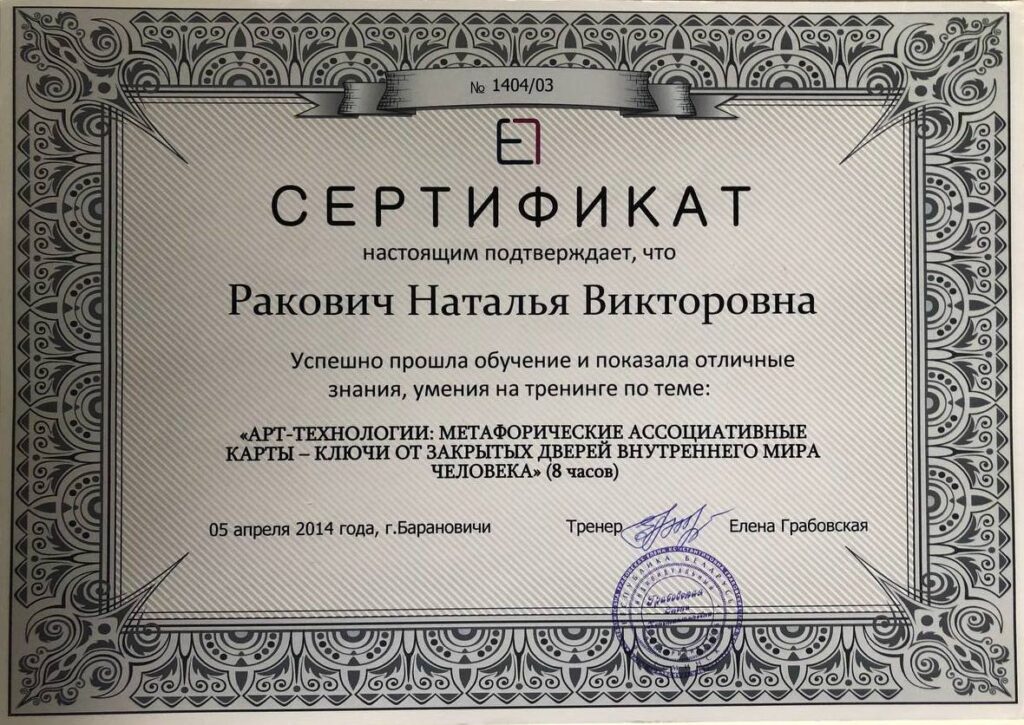 № 1404/03
СЕРТИФИКАТ
настоящим подтверждает, что
Ракович Наталья Викторовна
Успешно прошла обучение и показала отличные
знания, умения на тренинге по теме:
«АРТ-ТЕХНОЛОГИИ: МЕТАФОРИЧЕСКИЕ АССОЦИАТИВНЫЕ
КАРТЫ – КЛЮЧИ ОТ ЗАКРЫТЫХ ДВЕРЕЙ ВНУТРЕННЕГО МИРА
ЧЕЛОВЕКА» (8 часов)
05 апреля 2014 года, г.Барановичи
Тренер Елена Грабовская
РЕСПУБЛИКА БЕЛАРУСЬ